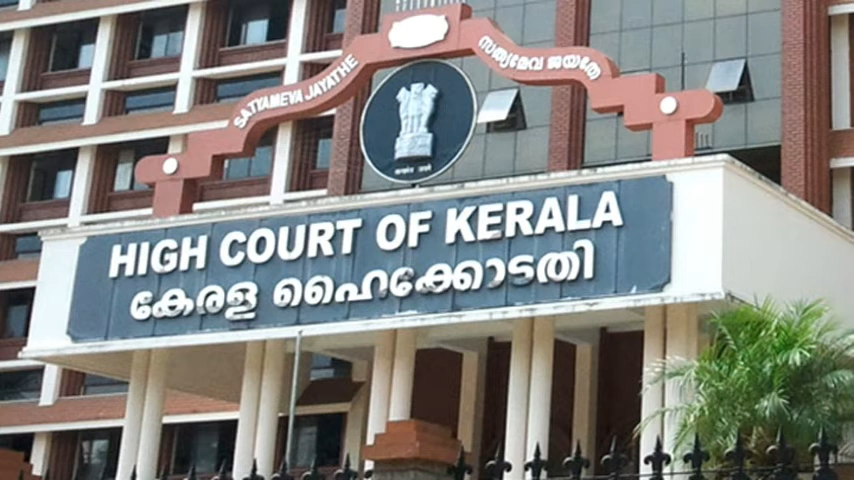 SATYAMEVA JAYATHE
സത്യമേവ ജയതേ
HIGH COURT OF KERALA
കേരള ഹൈക്കോടതി